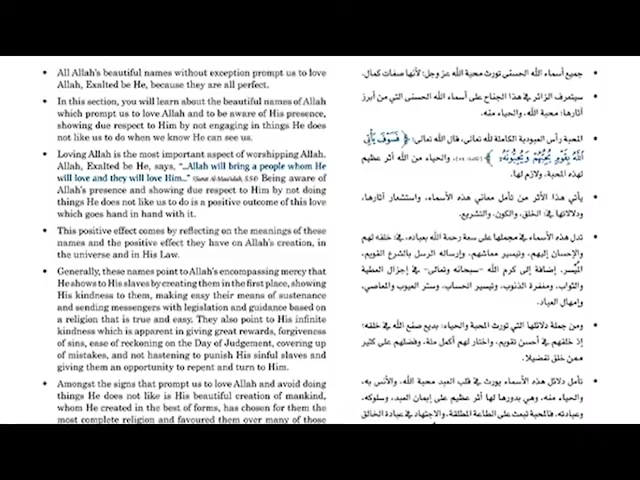 • All Allah's beautiful names without exception prompt us to love
Allah, Exalted be He, because they are all perfect.
• In this section, you will learn about the beautiful names of Allah
which prompt us to love Allah and to be aware of His presence,
showing due respect to Him by not engaging in things He does
not like us to do when we know He can see us.
• Loving Allah is the most important aspect of worshipping Allah.
Allah, Exalted be He, says, "...Allah will bring a people whom He
will love and they will love Him..." (Surat Al-Maa'idah, 5:54) Being aware of
Allah's presence and showing due respect to Him by not doing
things He does not like us to do is a positive outcome of this love
which goes hand in hand with it.
• This positive effect comes by reflecting on the meanings of these
names and the positive effect they have on Allah's creation, in
the universe and in His Law.
• Generally, these names point to Allah's encompassing mercy that
He shows to His slaves by creating them in the first place, showing
His kindness to them, making easy their means of sustenance
and sending messengers with legislation and guidance based on
a religion that is true and easy. They also point to His infinite
kindness which is apparent in giving great rewards, forgiveness
of sins, ease of reckoning on the Day of Judgement, covering up
of mistakes, and not hastening to punish His sinful slaves and
giving them an opportunity to repent and turn to Him.
• Amongst the signs that prompt us to love Allah and avoid doing
things He does not like is His beautiful creation of mankind,
whom He created in the best of forms, has chosen for them the
most complete religion and favoured them over many of those
• جميع أسماء الله الحسنى تورث محبة الله عز وجل؛ لأنها صفات كمال.
• سيتعرف الزائر في هذا الجناح على أسماء الله الحسنى التي من أبرز
آثارها: محبة الله، والحياء منه.
• المحبة رأس العبودية الكاملة لله تعالى، قال الله تعالى: ﴿ فَسَوْفَ يَأْتِي
اللَّهُ بِقَوْمٍ يُحِبُّهُمْ وَيُحِبُّونَهُ ﴾ والحياء من الله أثر عظيم
لهذه المحبة، ولازم لها.
• يأتي هذا الأثر من تأمل معاني هذه الأسماء، واستشعار آثارها،
ودلالاتها في: الخلق، والكون، والتشريع.
• تدل هذه الأسماء في مجملها على سعة رحمة الله بعباده، في: خلقه لهم
والإحسان إليهم، وتيسير معاشهم، وإرساله الرسل بالشرع القويم،
الميسَّر. إضافة إلى كرم الله -سبحانه وتعالى- في إجزال العطية
والثواب، ومغفرة الذنوب، وتيسير الحساب، وستر العيوب والمعاصي،
وإمهال العباد.
• ومن جملة دلائلها التي تورث المحبة والحياء: بديع صنع الله في خلقه؛
إذ خلقهم في أحسن تقويم، واختار لهم أكمل ملة، وفضلهم على كثير
ممن خلق تفضيلا.
• تأمل دلائل هذه الأسماء يورث في قلب العبد محبة الله، والأنس به،
والحياء منه، وهي بدورها لها أثر عظيم على إيمان العبد، وسلوكه،
وعبادته. فالمحبة تبعث على الطاعة المطلقة، والاجتهاد في عبادة الخالق